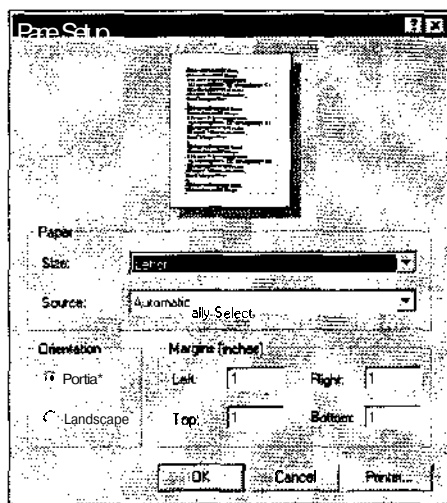 Page Setup
Paper
Size:
Letter
Source:
Automatic
ally Select
Orientation
Margins (inches)
Portia*
Left:
1
Right:
1
Landscape
Top:
1
Bottom:
1
OK
Cancel
Printer...